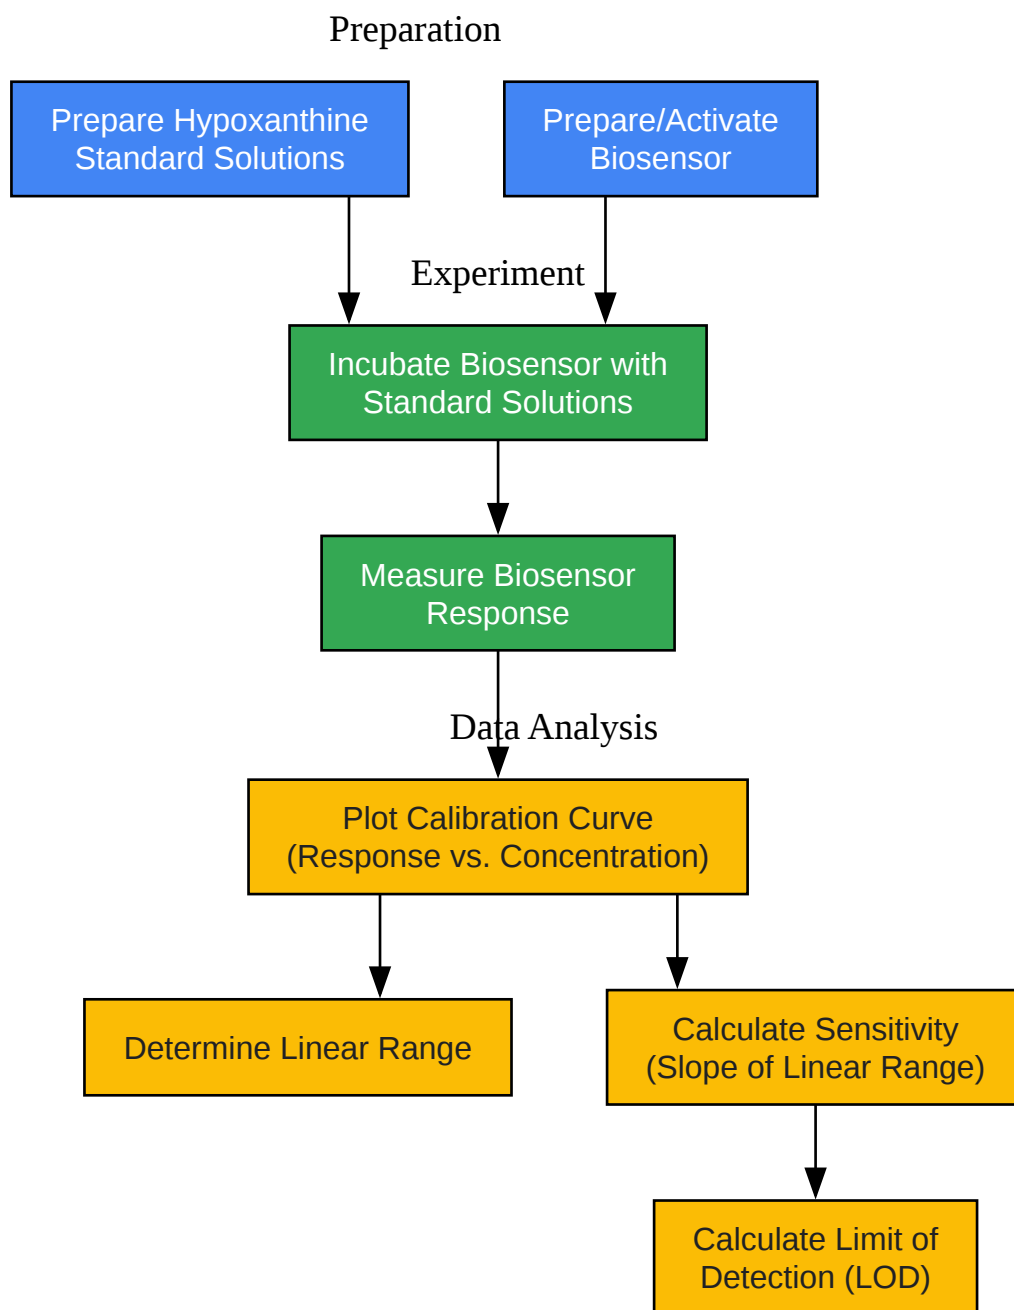 Preparation
Prepare Hypoxanthine
Standard Solutions
Prepare/Activate
Biosensor
Experiment
Incubate Biosensor with
Standard Solutions
Measure Biosensor
Response
Data Analysis
Plot Calibration Curve
(Response vs. Concentration)
Determine Linear Range
Calculate Sensitivity
(Slope of Linear Range)
Calculate Limit of
Detection (LOD)